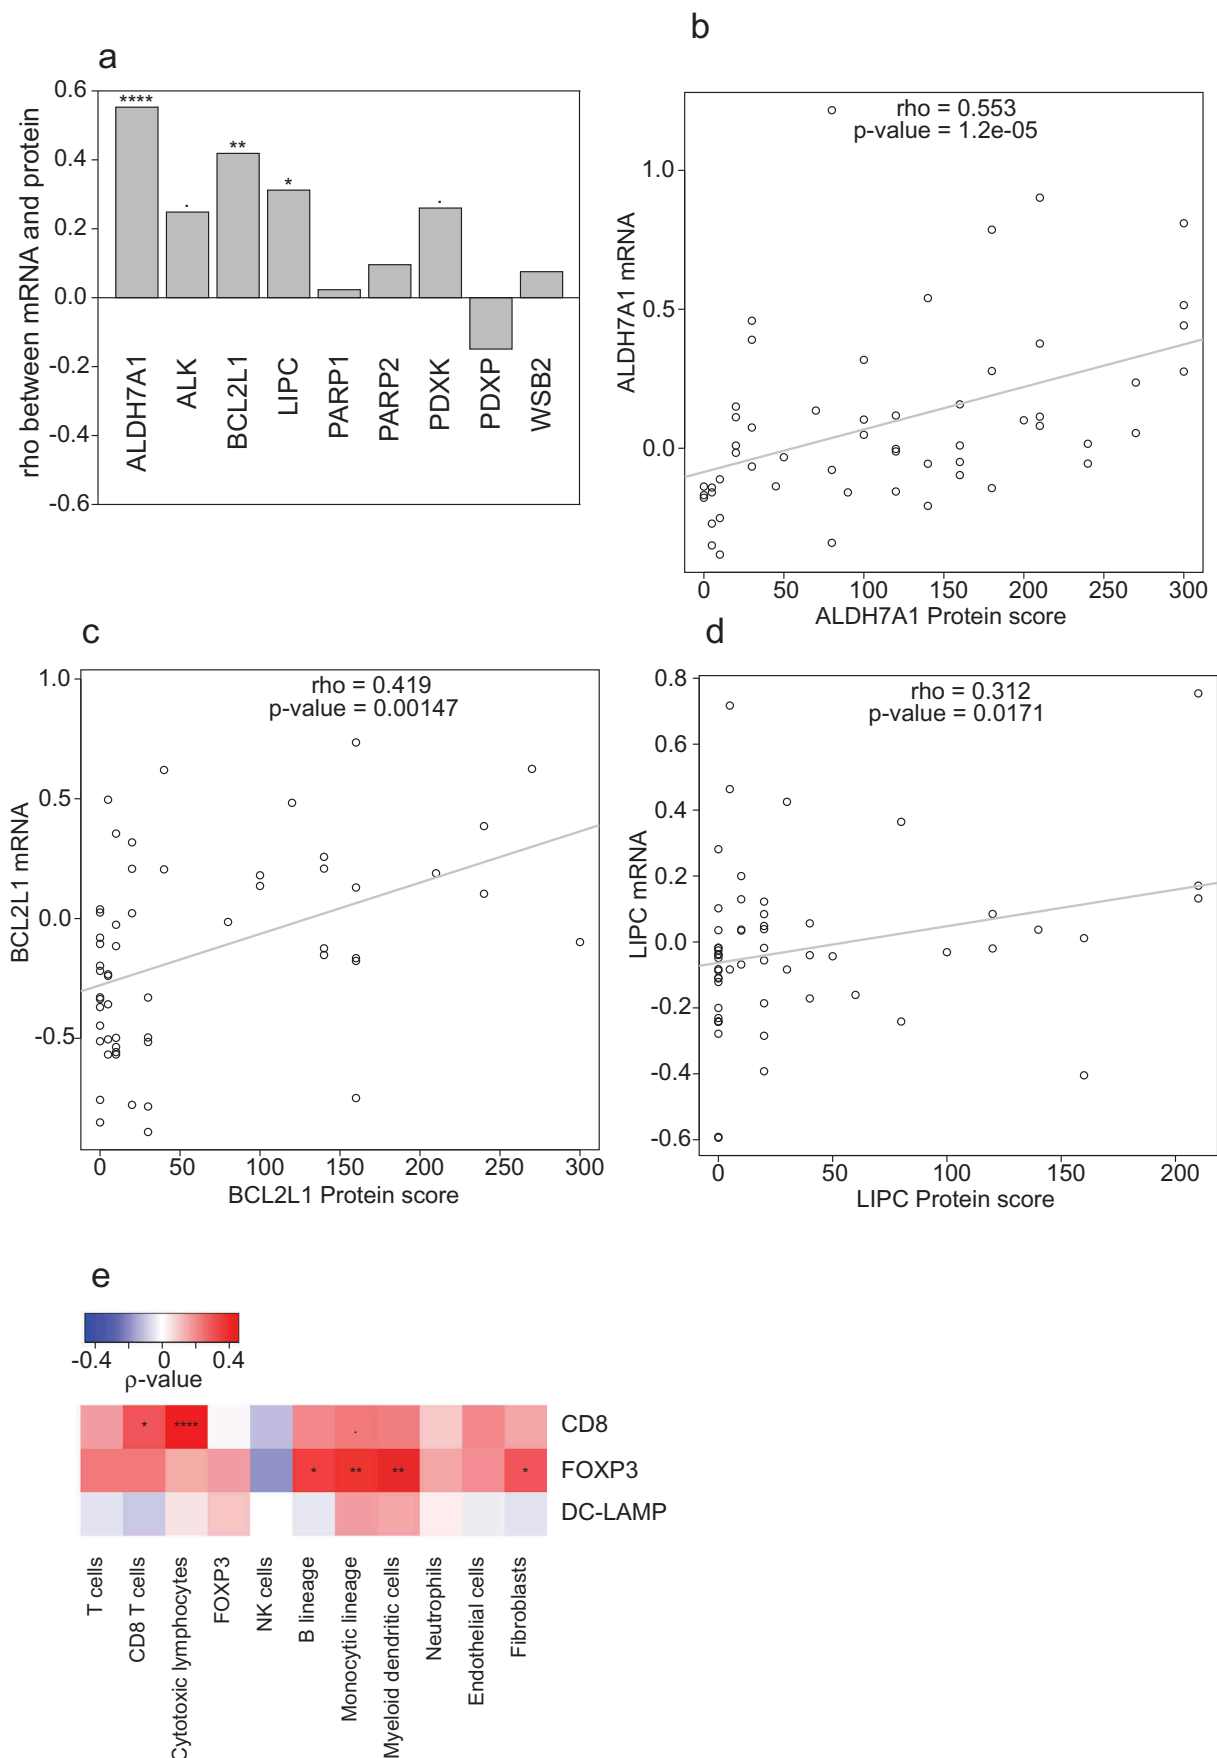 a
rho between mRNA and protein
0.6
0.4
0.2
0.0
-0.2
-0.4
-0.6
****
.
**
*
.
ALDH7A1
ALK
BCL2L1
LIPC
PARP1
PARP2
PDXK
PDXP
WSB2
b
rho = 0.553
p-value = 1.2e-05
ALDH7A1 mRNA
1.0
0.5
0.0
0 50 100 150 200 250 300
ALDH7A1 Protein score
c
rho = 0.419
p-value = 0.00147
BCL2L1 mRNA
1.0
0.5
0.0
-0.5
0 50 100 150 200 250 300
BCL2L1 Protein score
d
rho = 0.312
p-value = 0.0171
LIPC mRNA
0.8
0.6
0.4
0.2
0.0
-0.2
-0.4
-0.6
0 50 100 150 200
LIPC Protein score
e
-0.4 0 0.4
ρ-value
* **** . CD8
* ** ** * FOXP3
DC-LAMP
T cells
CD8 T cells
Cytotoxic lymphocytes
FOXP3
NK cells
B lineage
Monocytic lineage
Myeloid dendritic cells
Neutrophils
Endothelial cells
Fibroblasts